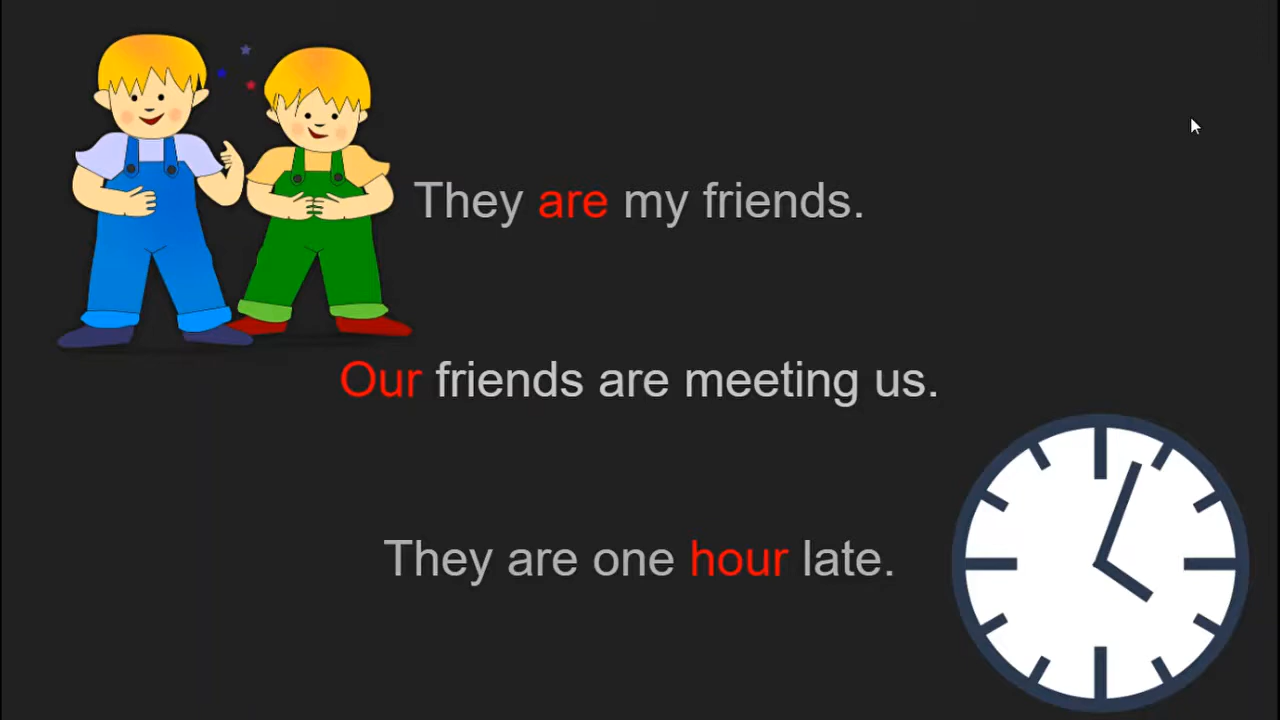 They are my friends.
Our friends are meeting us.
They are one hour late.